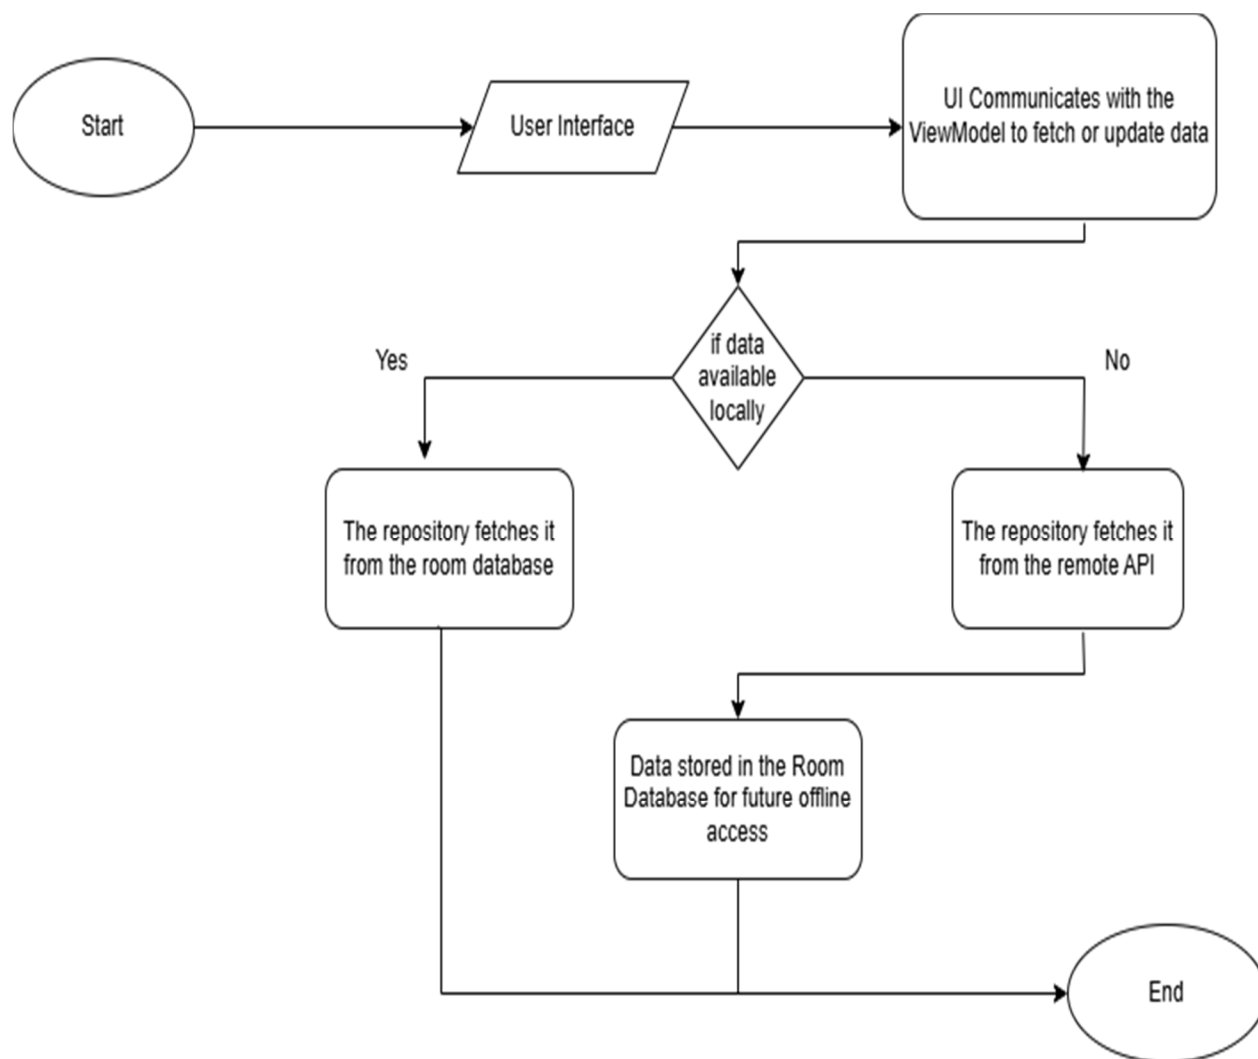 Start
User Interface
UI Communicates with the
ViewModel to fetch or update data
if data
available
locally
Yes
No
The repository fetches it
from the room database
The repository fetches it
from the remote API
Data stored in the Room
Database for future offline
access
End